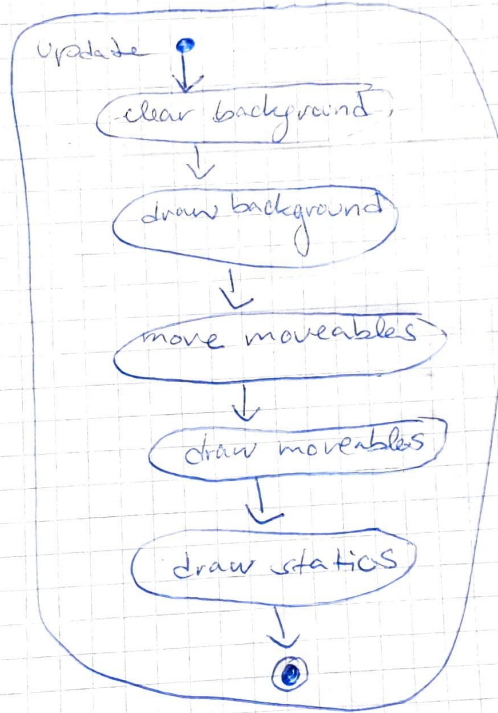 update
clear background
draw background
move moveables
draw moveables
draw statics